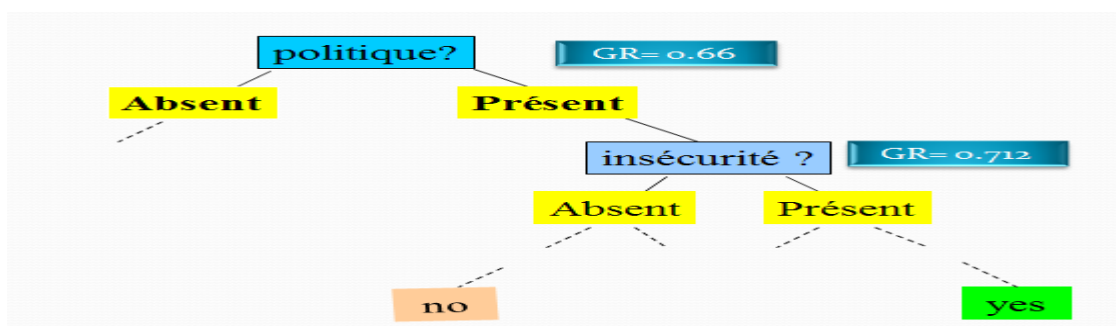 politique?
GR= 0.66
Absent
Présent
insécurité ?
GR= 0.712
Absent
Présent
no
yes